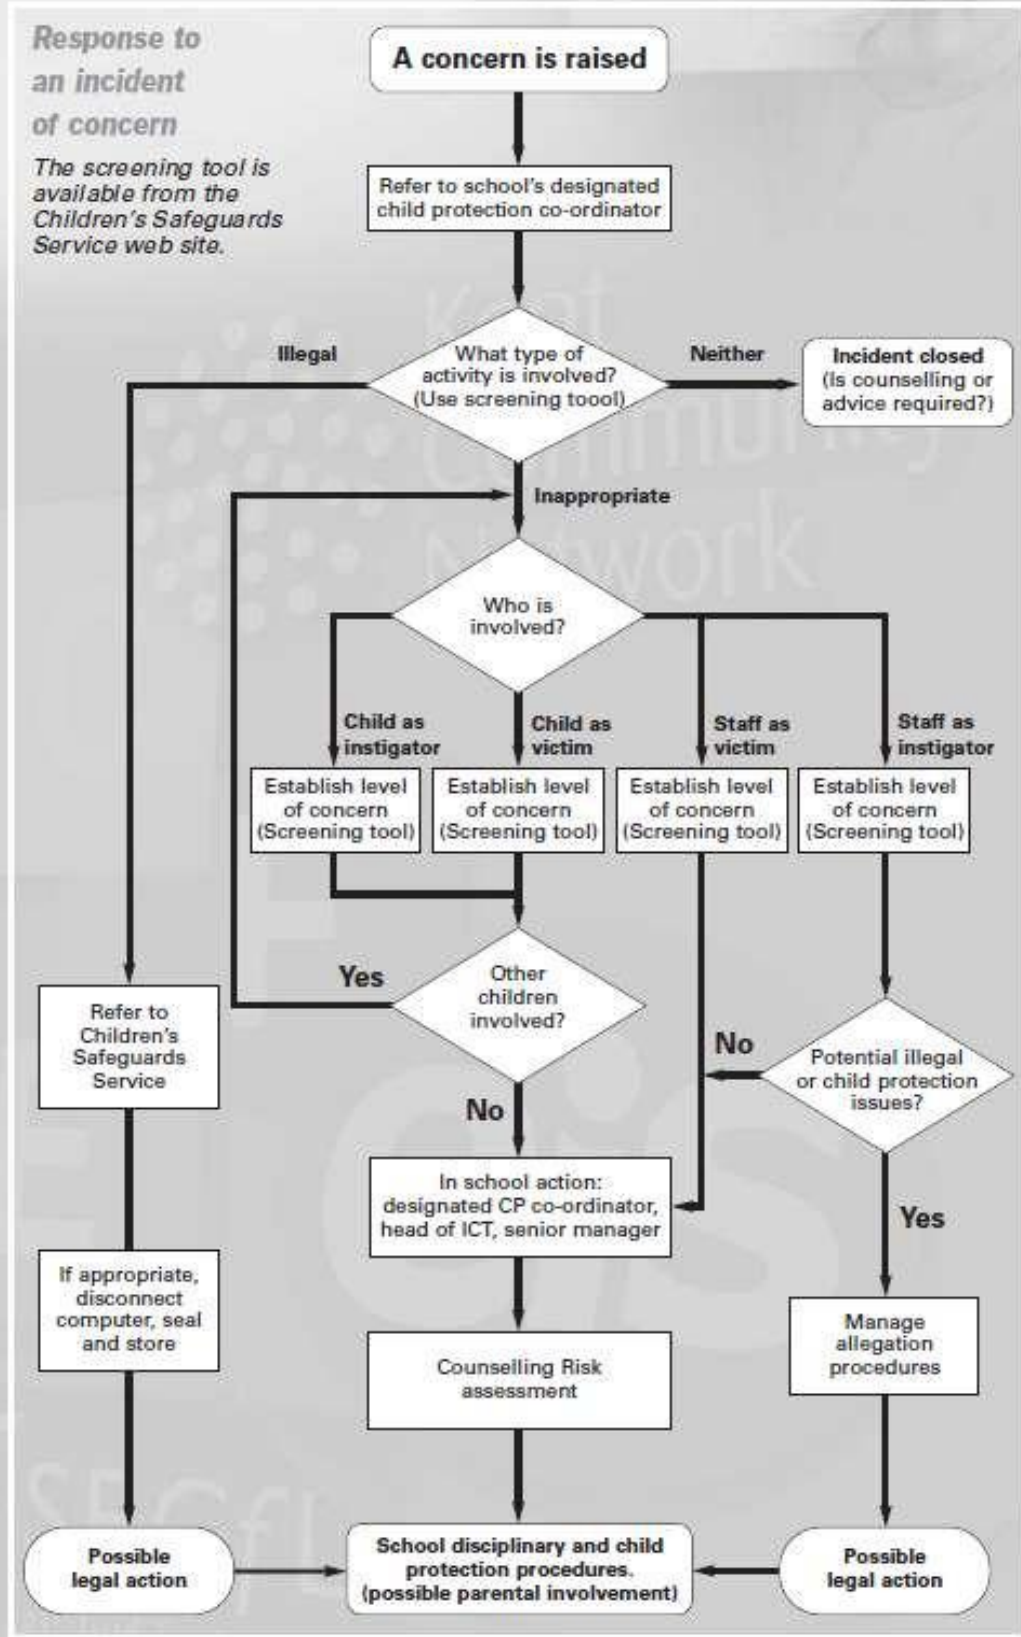 Response to
an incident
of concern
The screening tool is
available from the
Children's Safeguards
Service web site.
A concern is raised
Refer to school's designated
child protection co-ordinator
Illegal
What type of
activity is involved?
(Use screening toool)
Neither
Incident closed
(Is counselling or
advice required?)
Inappropriate
Who is
involved?
Child as
instigator
Child as
victim
Staff as
victim
Staff as
instigator
Establish level
of concern
(Screening tool)
Establish level
of concern
(Screening tool)
Establish level
of concern
(Screening tool)
Establish level
of concern
(Screening tool)
Yes
Other
children
involved?
Refer to
Children's
Safeguards
Service
No
Potential illegal
or child protection
issues?
No
In school action:
designated CP co-ordinator,
head of ICT, senior manager
Yes
If appropriate,
disconnect
computer, seal
and store
Counselling Risk
assessment
Manage
allegation
procedures
Possible
legal action
School disciplinary and child
protection procedures.
(possible parental involvement)
Possible
legal action
Kent
Community
Network
SEGfL